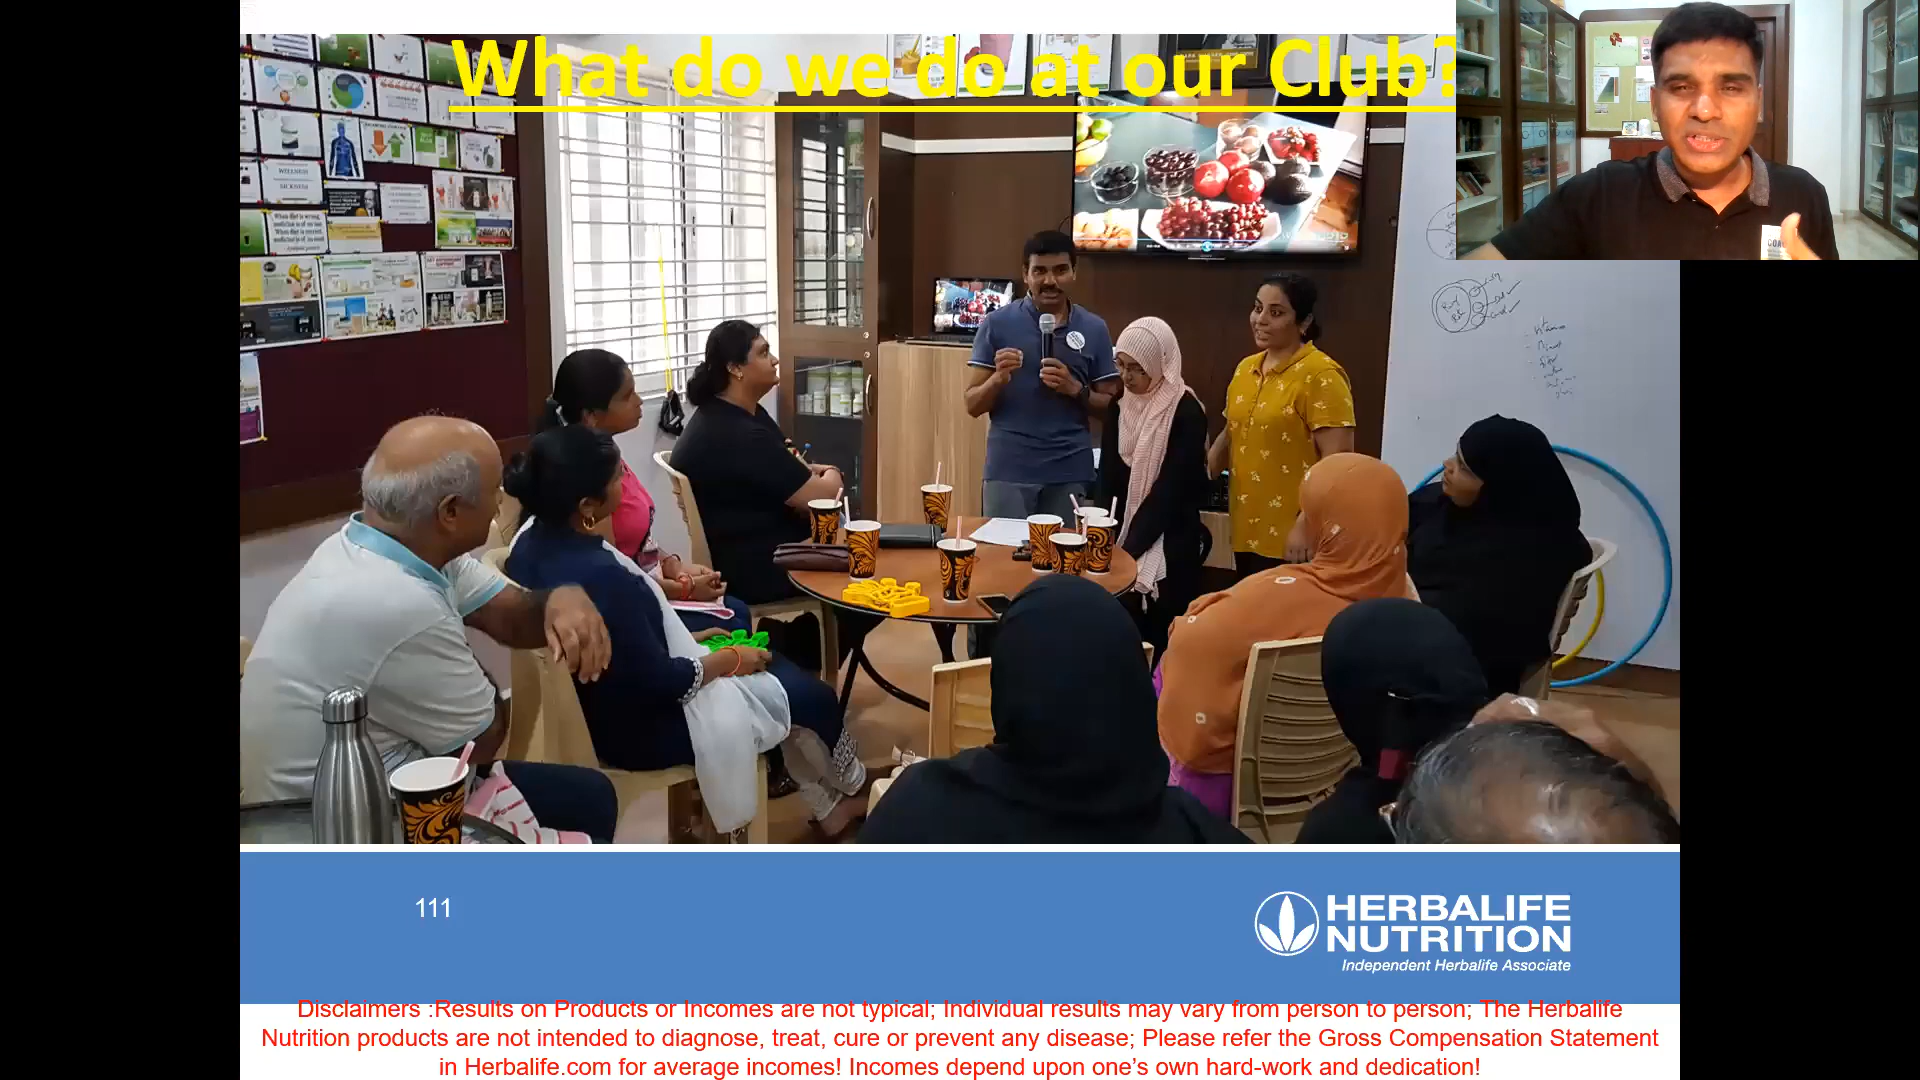 What do we do at our Club?
WELLNESS
SICKNESS
COAC
111
HERBALIFE
NUTRITION
Independent Herbalife Associate
Disclaimers :Results on Products or Incomes are not typical; Individual results may vary from person to person; The Herbalife
Nutrition products are not intended to diagnose, treat, cure or prevent any disease; Please refer the Gross Compensation Statement
in Herbalife.com for average incomes! Incomes depend upon one’s own hard-work and dedication!